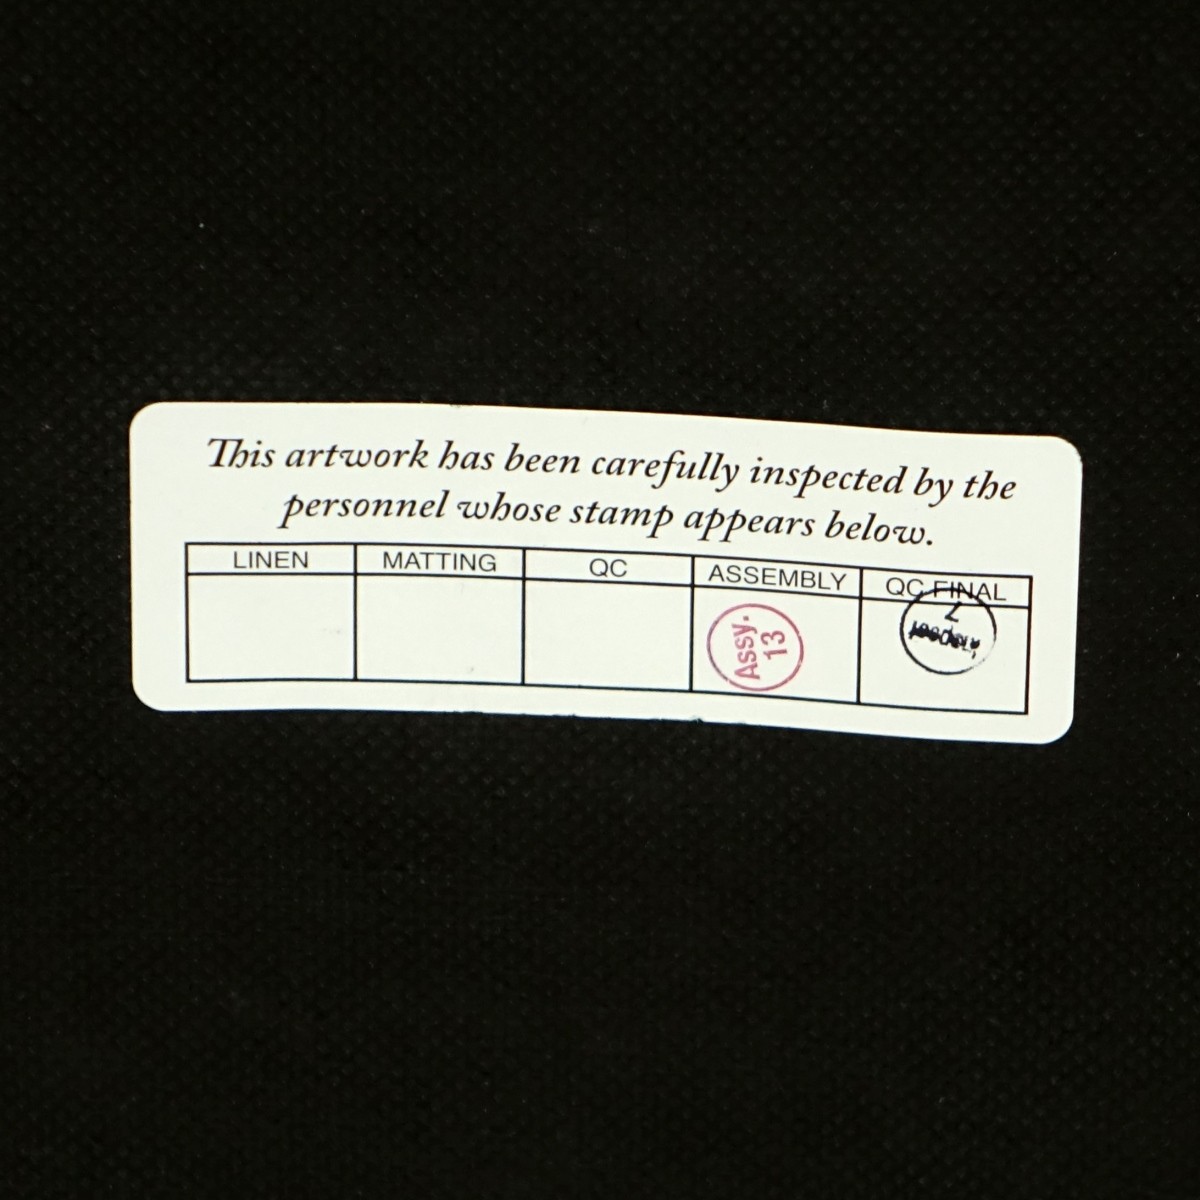 This artwork has been carefully inspected by the
personnel whose stamp appears below.
LINEN MATTING QC ASSEMBLY QC FINAL
Assy.
13
7